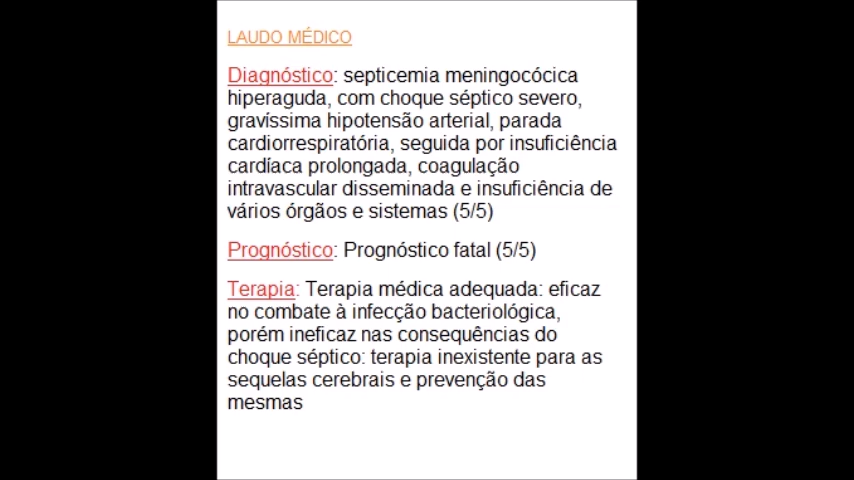 LAUDO MÉDICO
Diagnóstico: septicemia meningocócica
hiperaguda, com choque séptico severo,
gravíssima hipotensão arterial, parada
cardiorrespiratória, seguida por insuficiência
cardíaca prolongada, coagulação
intravascular disseminada e insuficiência de
vários órgãos e sistemas (5/5)
Prognóstico: Prognóstico fatal (5/5)
Terapia: Terapia médica adequada: eficaz
no combate à infecção bacteriológica,
porém ineficaz nas consequências do
choque séptico: terapia inexistente para as
sequelas cerebrais e prevenção das
mesmas